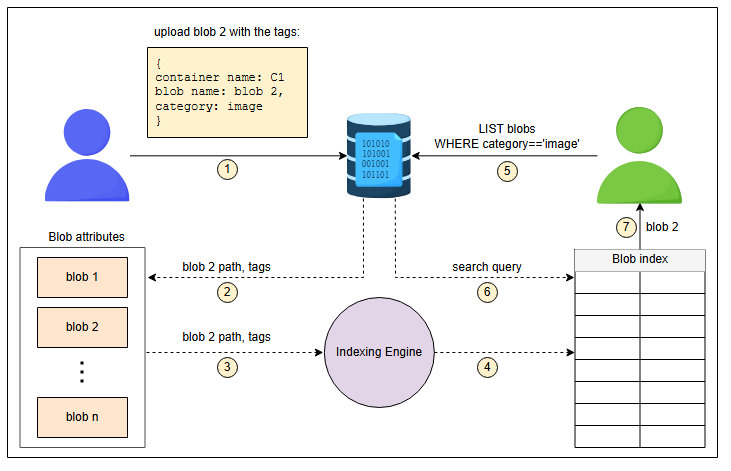 upload blob 2 with the tags:
{
container name: C1
blob name: blob 2,
category: image
}
101010
101001
001001
101101
LIST blobs
WHERE category=='image'
1
5
7
blob 2
Blob attributes
blob 1
blob 2
blob n
blob 2 path, tags
2
search query
6
Blob index
blob 2 path, tags
3
Indexing Engine
4